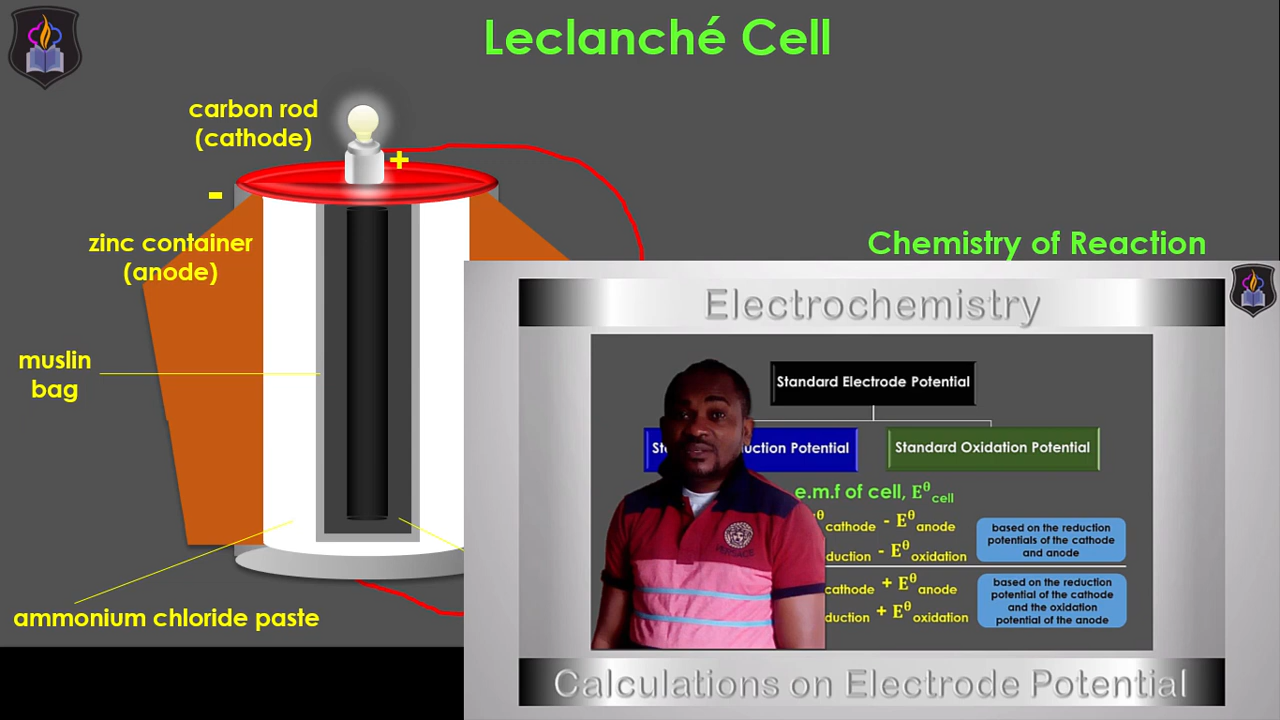 Leclanché Cell
carbon rod
(cathode)
+
-
zinc container
(anode)
muslin
bag
ammonium chloride paste
Chemistry of Reaction
Electrochemistry
Standard Electrode Potential
uction Potential
Standard Oxidation Potential
e.m.f of cell, Eθcell
θcathode - Eθanode
duction - Eθoxidation
based on the reduction
potentials of the cathode
and anode
cathode + Eθanode
duction + Eθoxidation
based on the reduction
potential of the cathode
and the oxidation
potential of the anode
VERSACE
Calculations on Electrode Potential